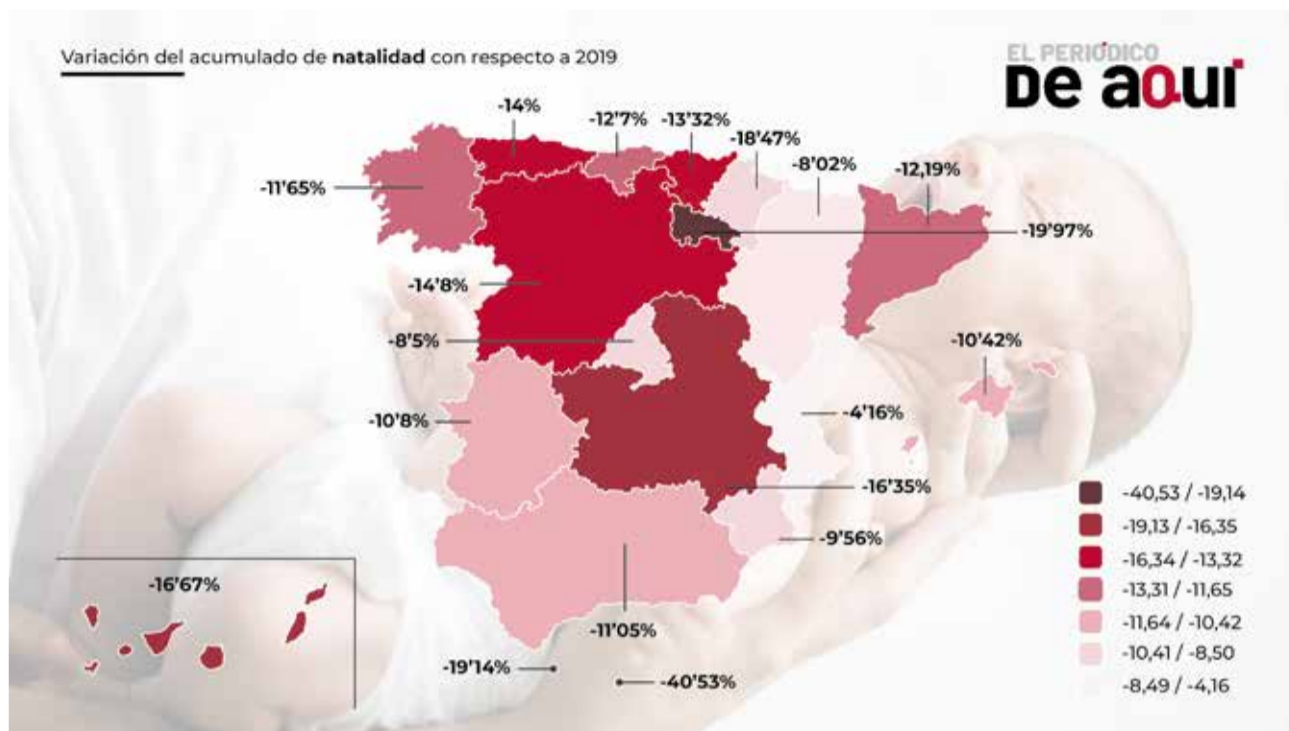 Variación del acumulado de natalidad con respecto a 2019
EL PERIÓDICO
De aquí
-14%
-12'7%
-13'32%
-18'47%
-8'02%
-12,19%
-11'65%
-19'97%
-14'8%
-8'5%
-10'42%
-10'8%
-4'16%
-16'35%
-9'56%
-16'67%
-11'05%
-19'14%
-40'53%
-40,53 / -19,14
-19,13 / -16,35
-16,34 / -13,32
-13,31 / -11,65
-11,64 / -10,42
-10,41 / -8,50
-8,49 / -4,16